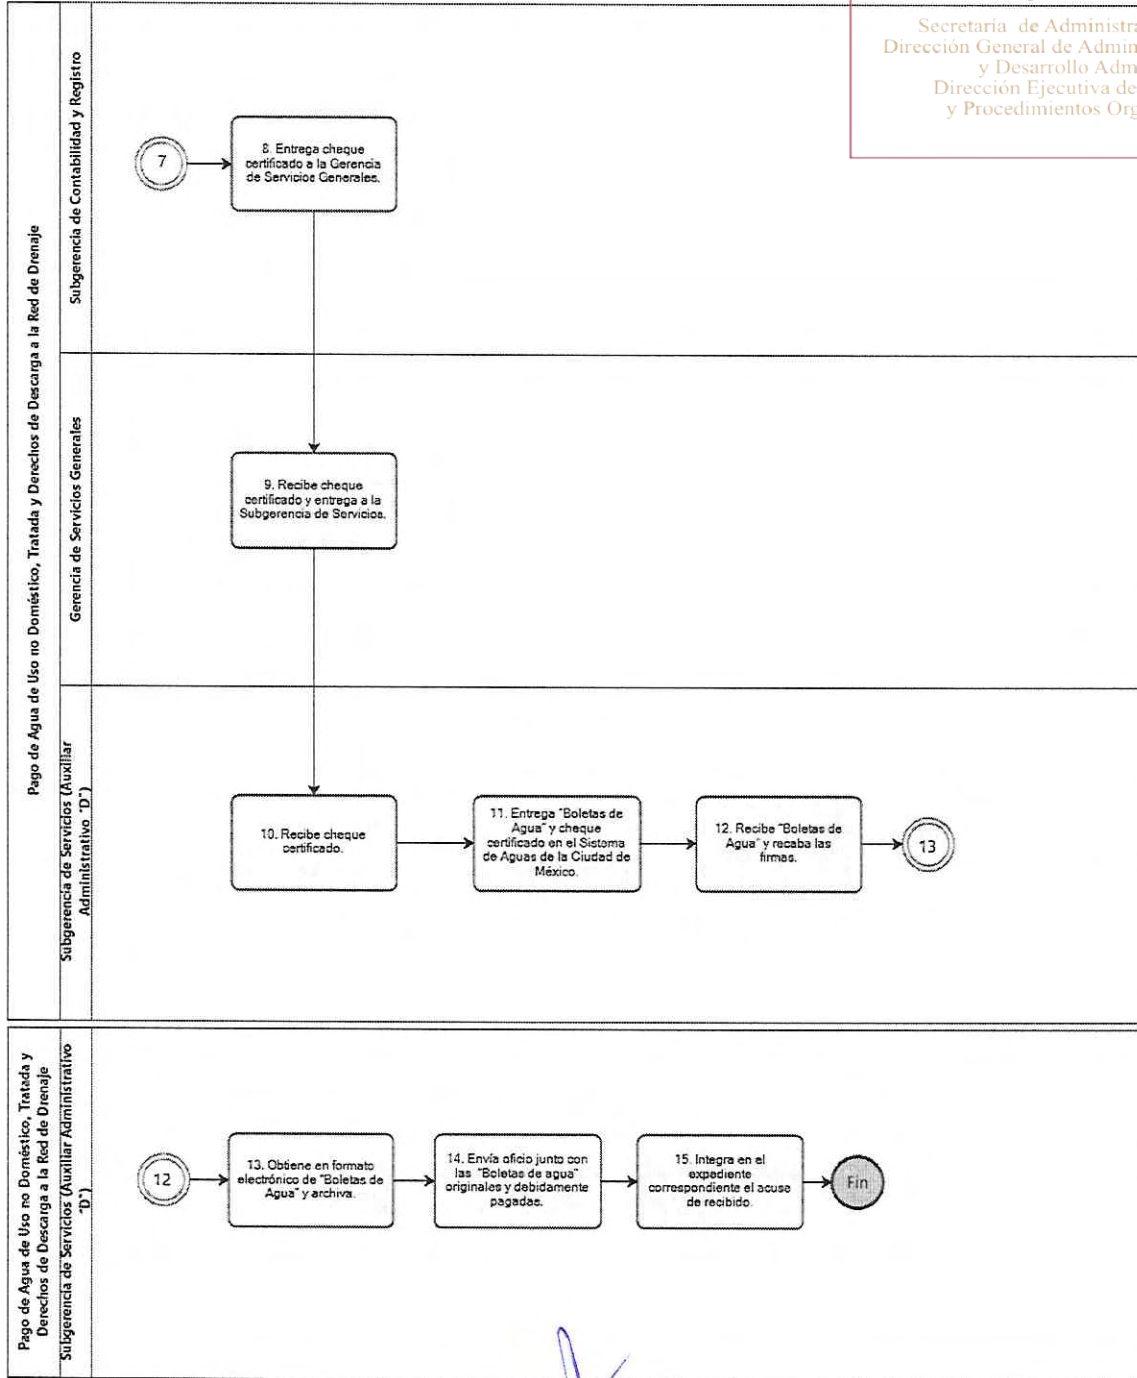 Secretaría de Administra
Dirección General de Admin
y Desarrollo Adm
Dirección Ejecutiva de
y Procedimientos Org
Pago de Agua de Uso no Doméstico, Tratada y Derechos de Descarga a la Red de Drenaje
Subgerencia de Contabilidad y Registro
7
8. Entrega cheque
certificado a la Gerencia
de Servicios Generales.
Gerencia de Servicios Generales
9. Recibe cheque
certificado y entrega a la
Subgerencia de Servicios.
Subgerencia de Servicios (Auxiliar
Administrativo "D")
10. Recibe cheque
certificado.
11. Entrega "Boletas de
Agua" y cheque
certificado en el Sistema
de Aguas de la Ciudad de
México.
12. Recibe "Boletas de
Agua" y recaba las
firmas.
13
Pago de Agua de Uso no Doméstico, Tratada y
Derechos de Descarga a la Red de Drenaje
Subgerencia de Servicios (Auxiliar Administrativo
"D")
12
13. Obtiene en formato
electrónico de "Boletas de
Agua" y archiva.
14. Envía oficio junto con
las "Boletas de agua"
originales y debidamente
pagadas.
15. Integra en el
expediente
correspondiente el acuse
de recibido.
Fin